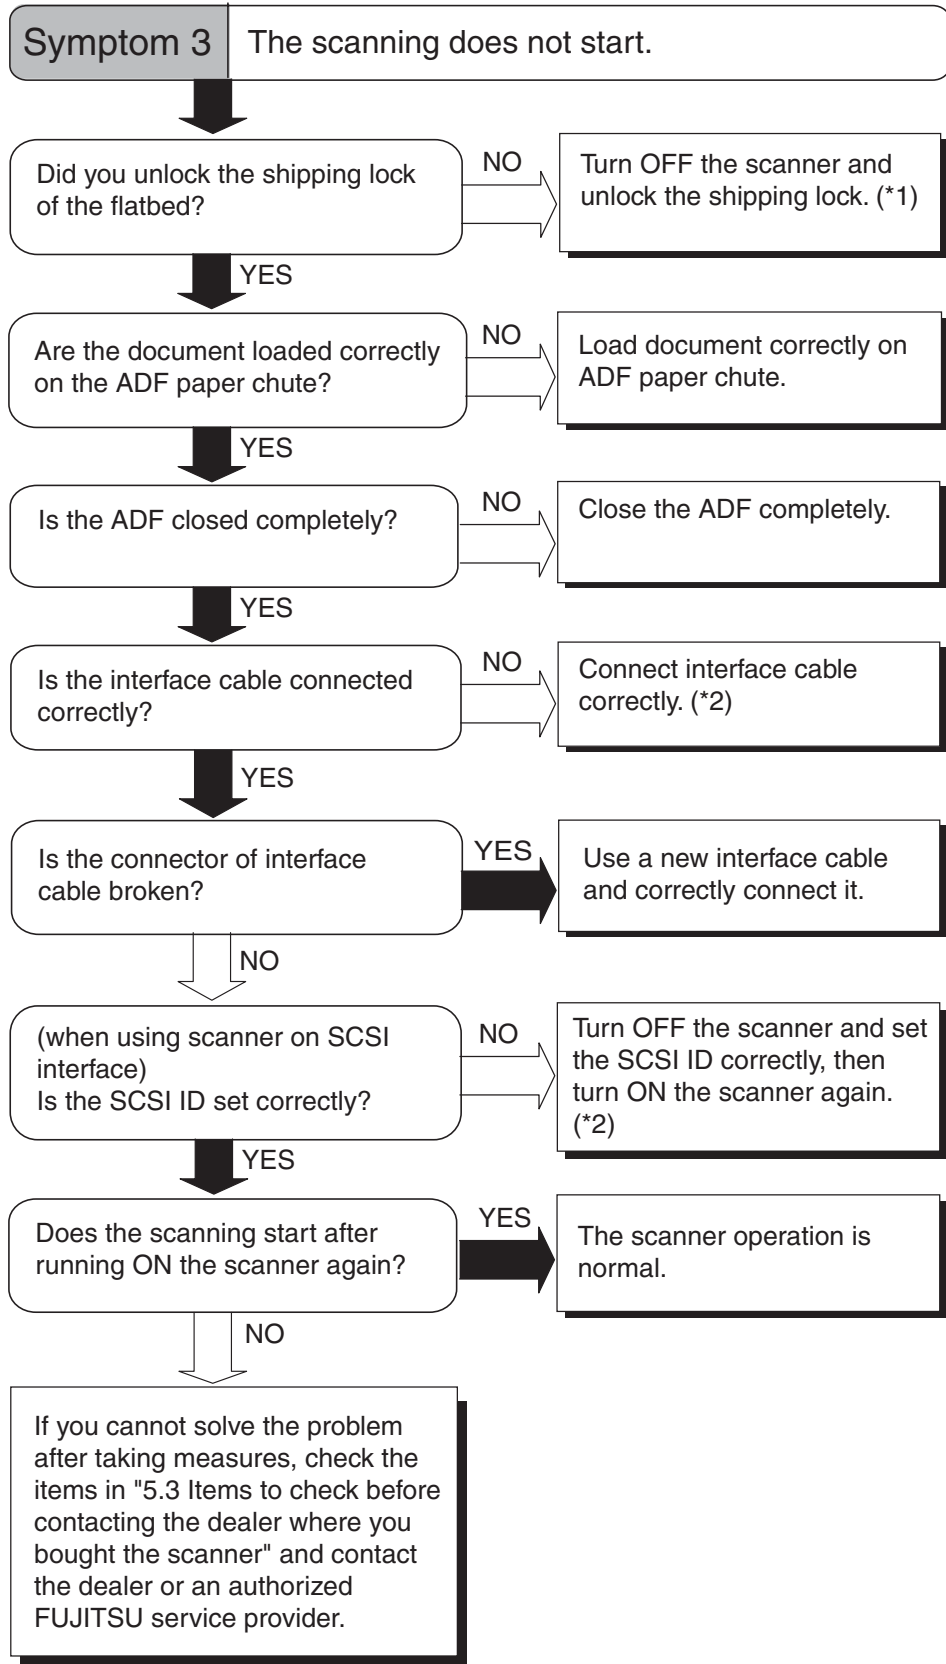 Symptom 3
The scanning does not start.
Did you unlock the shipping lock
of the flatbed?
NO
Turn OFF the scanner and
unlock the shipping lock. (*1)
YES
Are the document loaded correctly
on the ADF paper chute?
NO
Load document correctly on
ADF paper chute.
YES
Is the ADF closed completely?
NO
Close the ADF completely.
YES
Is the interface cable connected
correctly?
NO
Connect interface cable
correctly. (*2)
YES
Is the connector of interface
cable broken?
YES
Use a new interface cable
and correctly connect it.
NO
(when using scanner on SCSI
interface)
Is the SCSI ID set correctly?
NO
Turn OFF the scanner and set
the SCSI ID correctly, then
turn ON the scanner again.
(*2)
YES
Does the scanning start after
running ON the scanner again?
YES
The scanner operation is
normal.
NO
If you cannot solve the problem
after taking measures, check the
items in "5.3 Items to check before
contacting the dealer where you
bought the scanner" and contact
the dealer or an authorized
FUJITSU service provider.